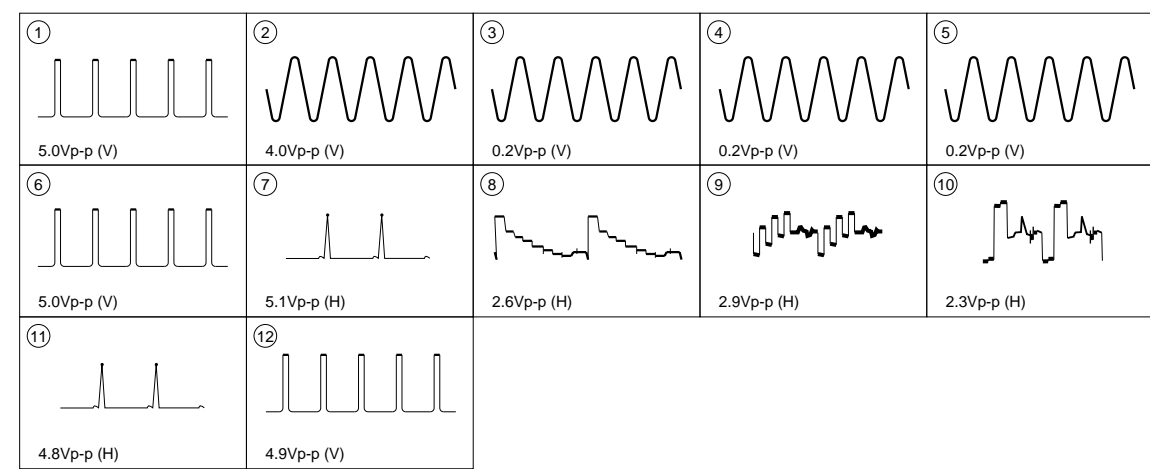 ① ② ③ ④ ⑤
5.0Vp-p (V) 4.0Vp-p (V) 0.2Vp-p (V) 0.2Vp-p (V) 0.2Vp-p (V)
⑥ ⑦ ⑧ ⑨ ⑩
5.0Vp-p (V) 5.1Vp-p (H) 2.6Vp-p (H) 2.9Vp-p (H) 2.3Vp-p (H)
⑪ ⑫
4.8Vp-p (H) 4.9Vp-p (V)